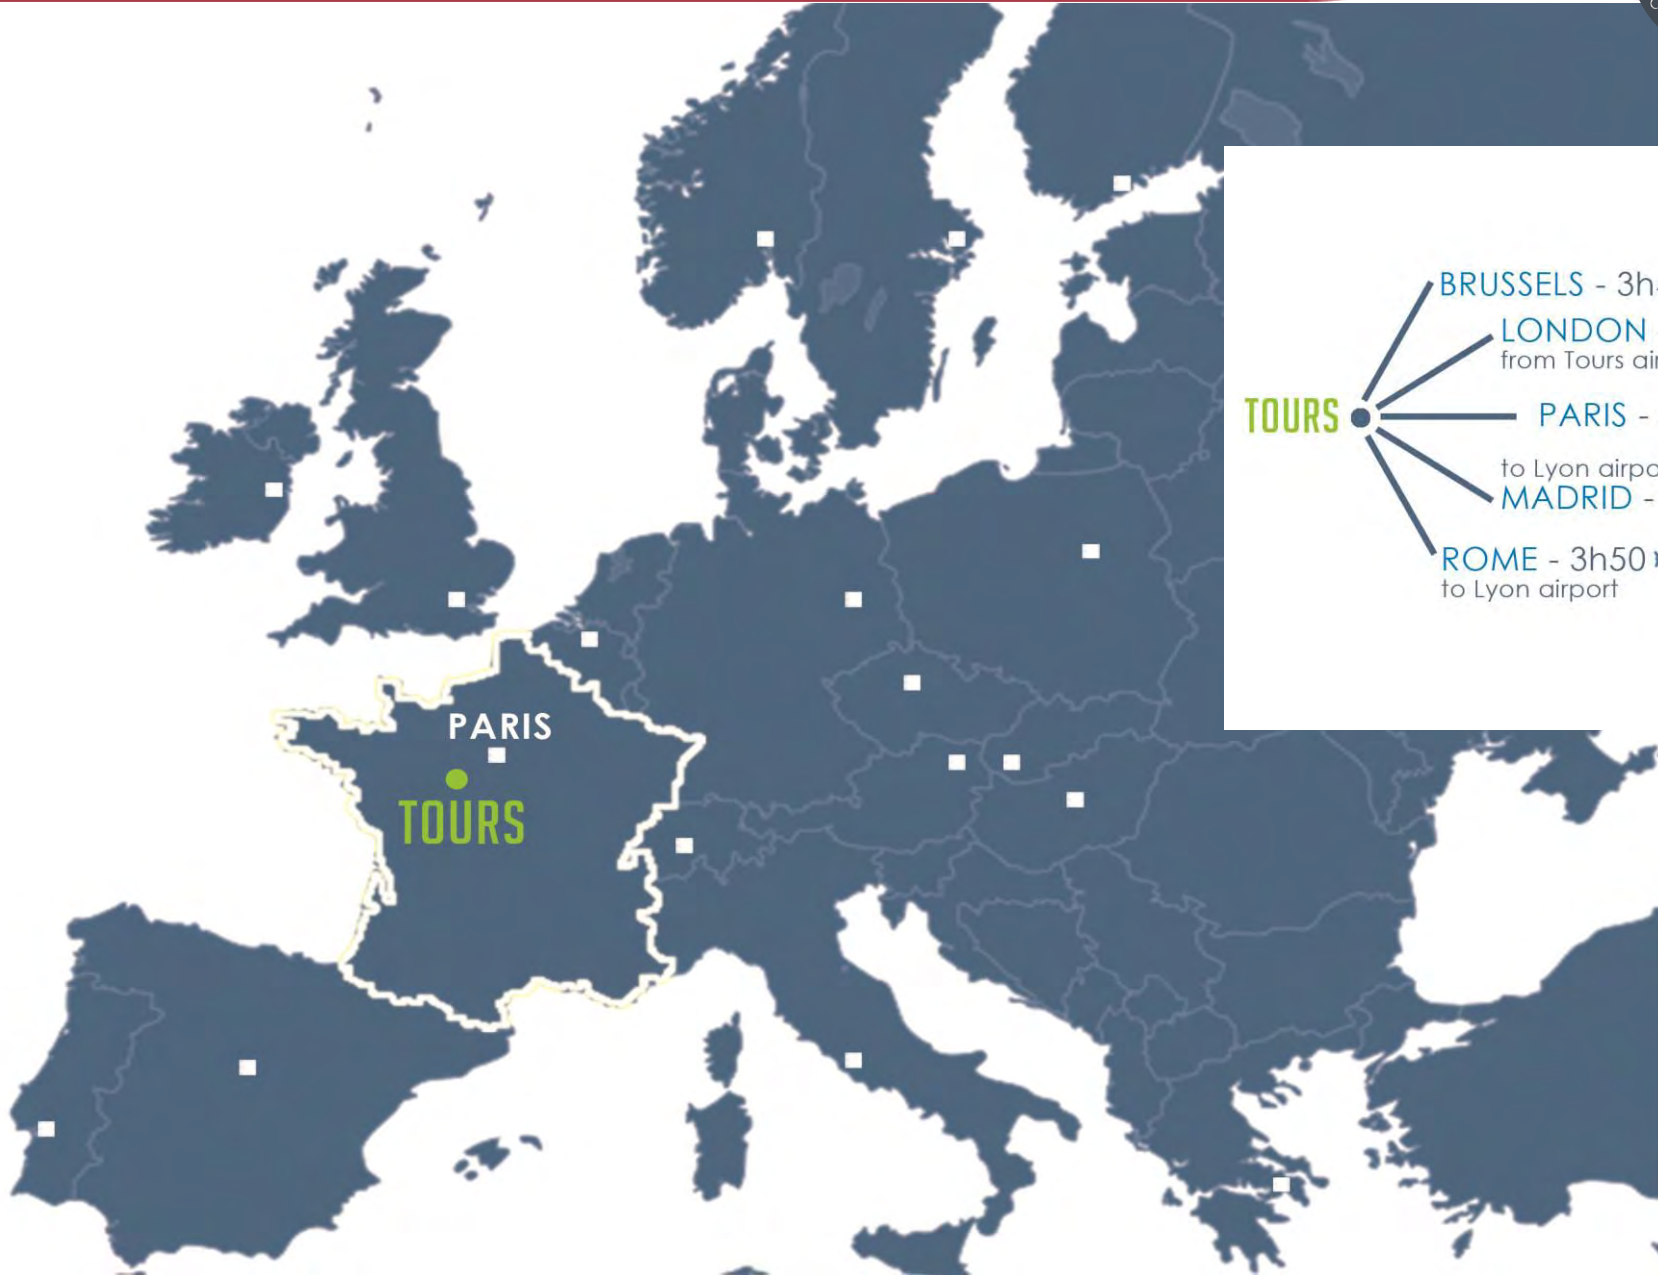 BRUSSELS - 3h
LONDON
from Tours
TOURS
PARIS -
to Lyon
MADRID -
ROME - 3h50
to Lyon airport
PARIS
TOURS